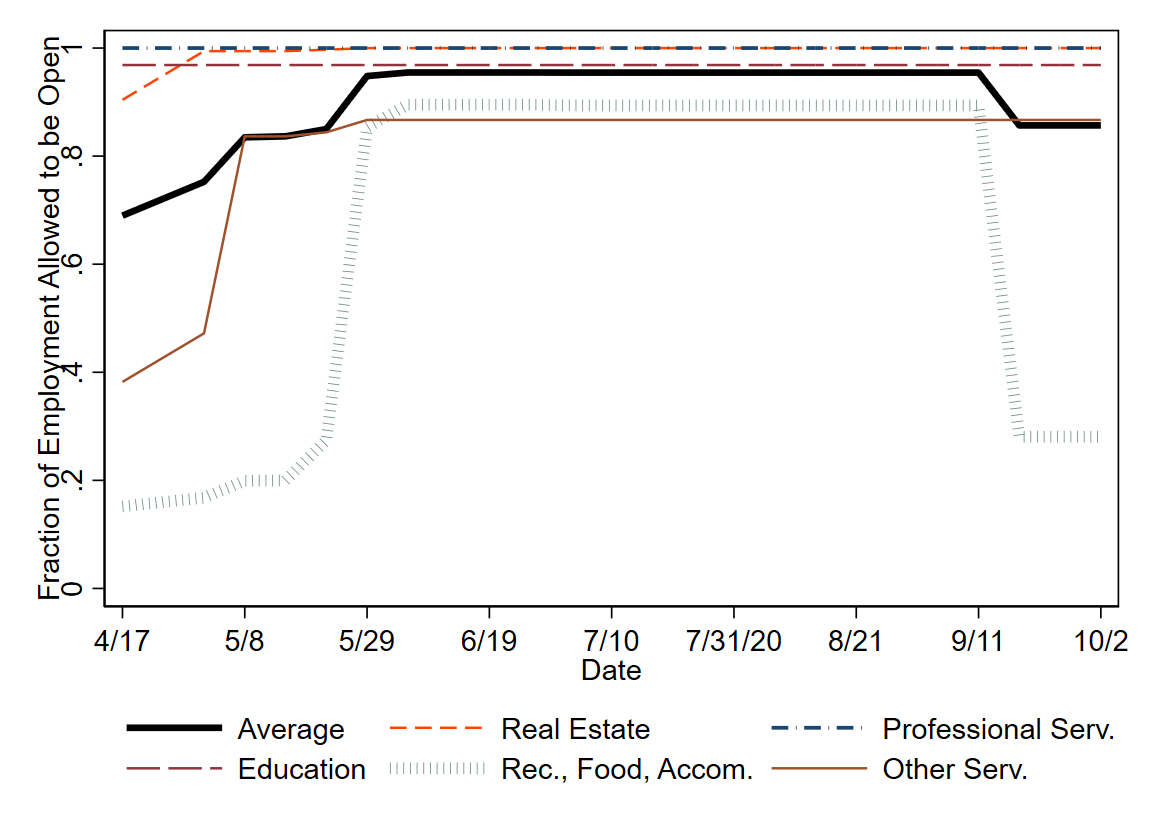 Fraction of Employment Allowed to be Open
1
.8
.6
.4
.2
0
4/17 5/8 5/29 6/19 7/10 7/31/20 8/21 9/11 10/2
Date
Average Real Estate Professional Serv.
Education Rec., Food, Accom. Other Serv.